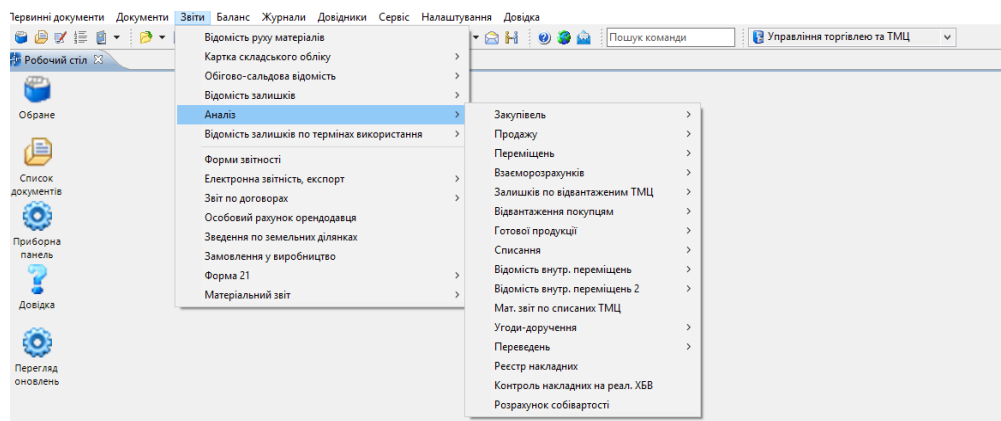 Первинні документи Документи Звіти Баланс Журнали Довідники Сервіс Налаштування Довідка
Пошук команди
Управління торгівлею та ТМЦ
Робочий стіл
Обране
Список
документів
Приборна
панель
Довідка
Перегляд
оновлень
Відомість руху матеріалів
Картка складського обліку
Обігово-сальдова відомість
Відомість залишків
Аналіз
Відомість залишків по термінах використання
Форми звітності
Електронна звітність, експорт
Звіт по договорах
Особовий рахунок орендодавця
Зведення по земельних ділянках
Замовлення у виробництво
Форма 21
Матеріальний звіт
Закупівель
Продажу
Переміщень
Взаєморозрахунків
Залишків по відвантаженим ТМЦ
Відвантаження покупцям
Готової продукції
Списання
Відомість внутр. переміщень
Відомість внутр. переміщень 2
Мат. звіт по списаних ТМЦ
Угоди-доручення
Переведень
Реєстр накладних
Контроль накладних на реал. ХБВ
Розрахунок собівартості